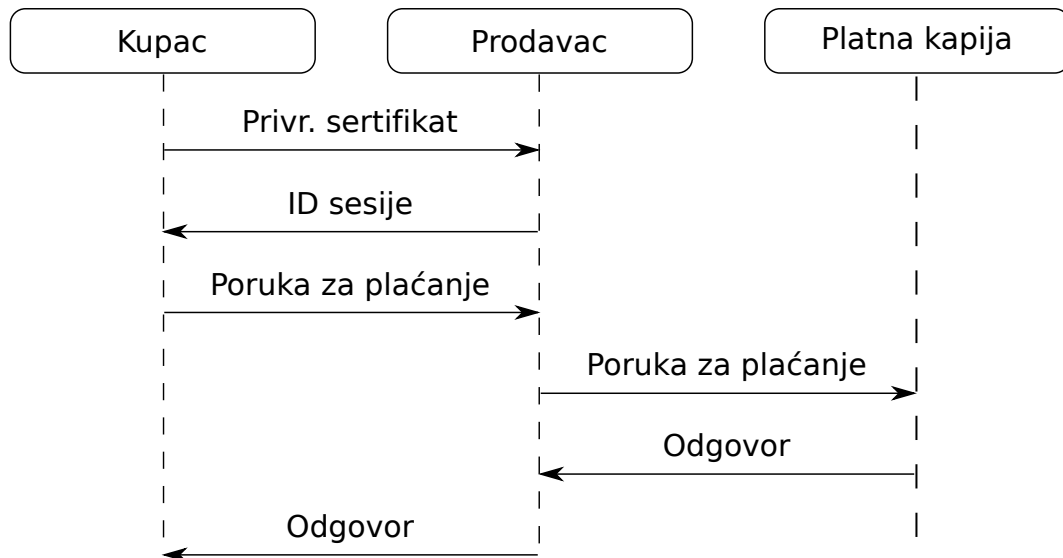 Kupac
Prodavac
Platna kapija
Privr. sertifikat
ID sesije
Poruka za plaćanje
Poruka za plaćanje
Odgovor
Odgovor